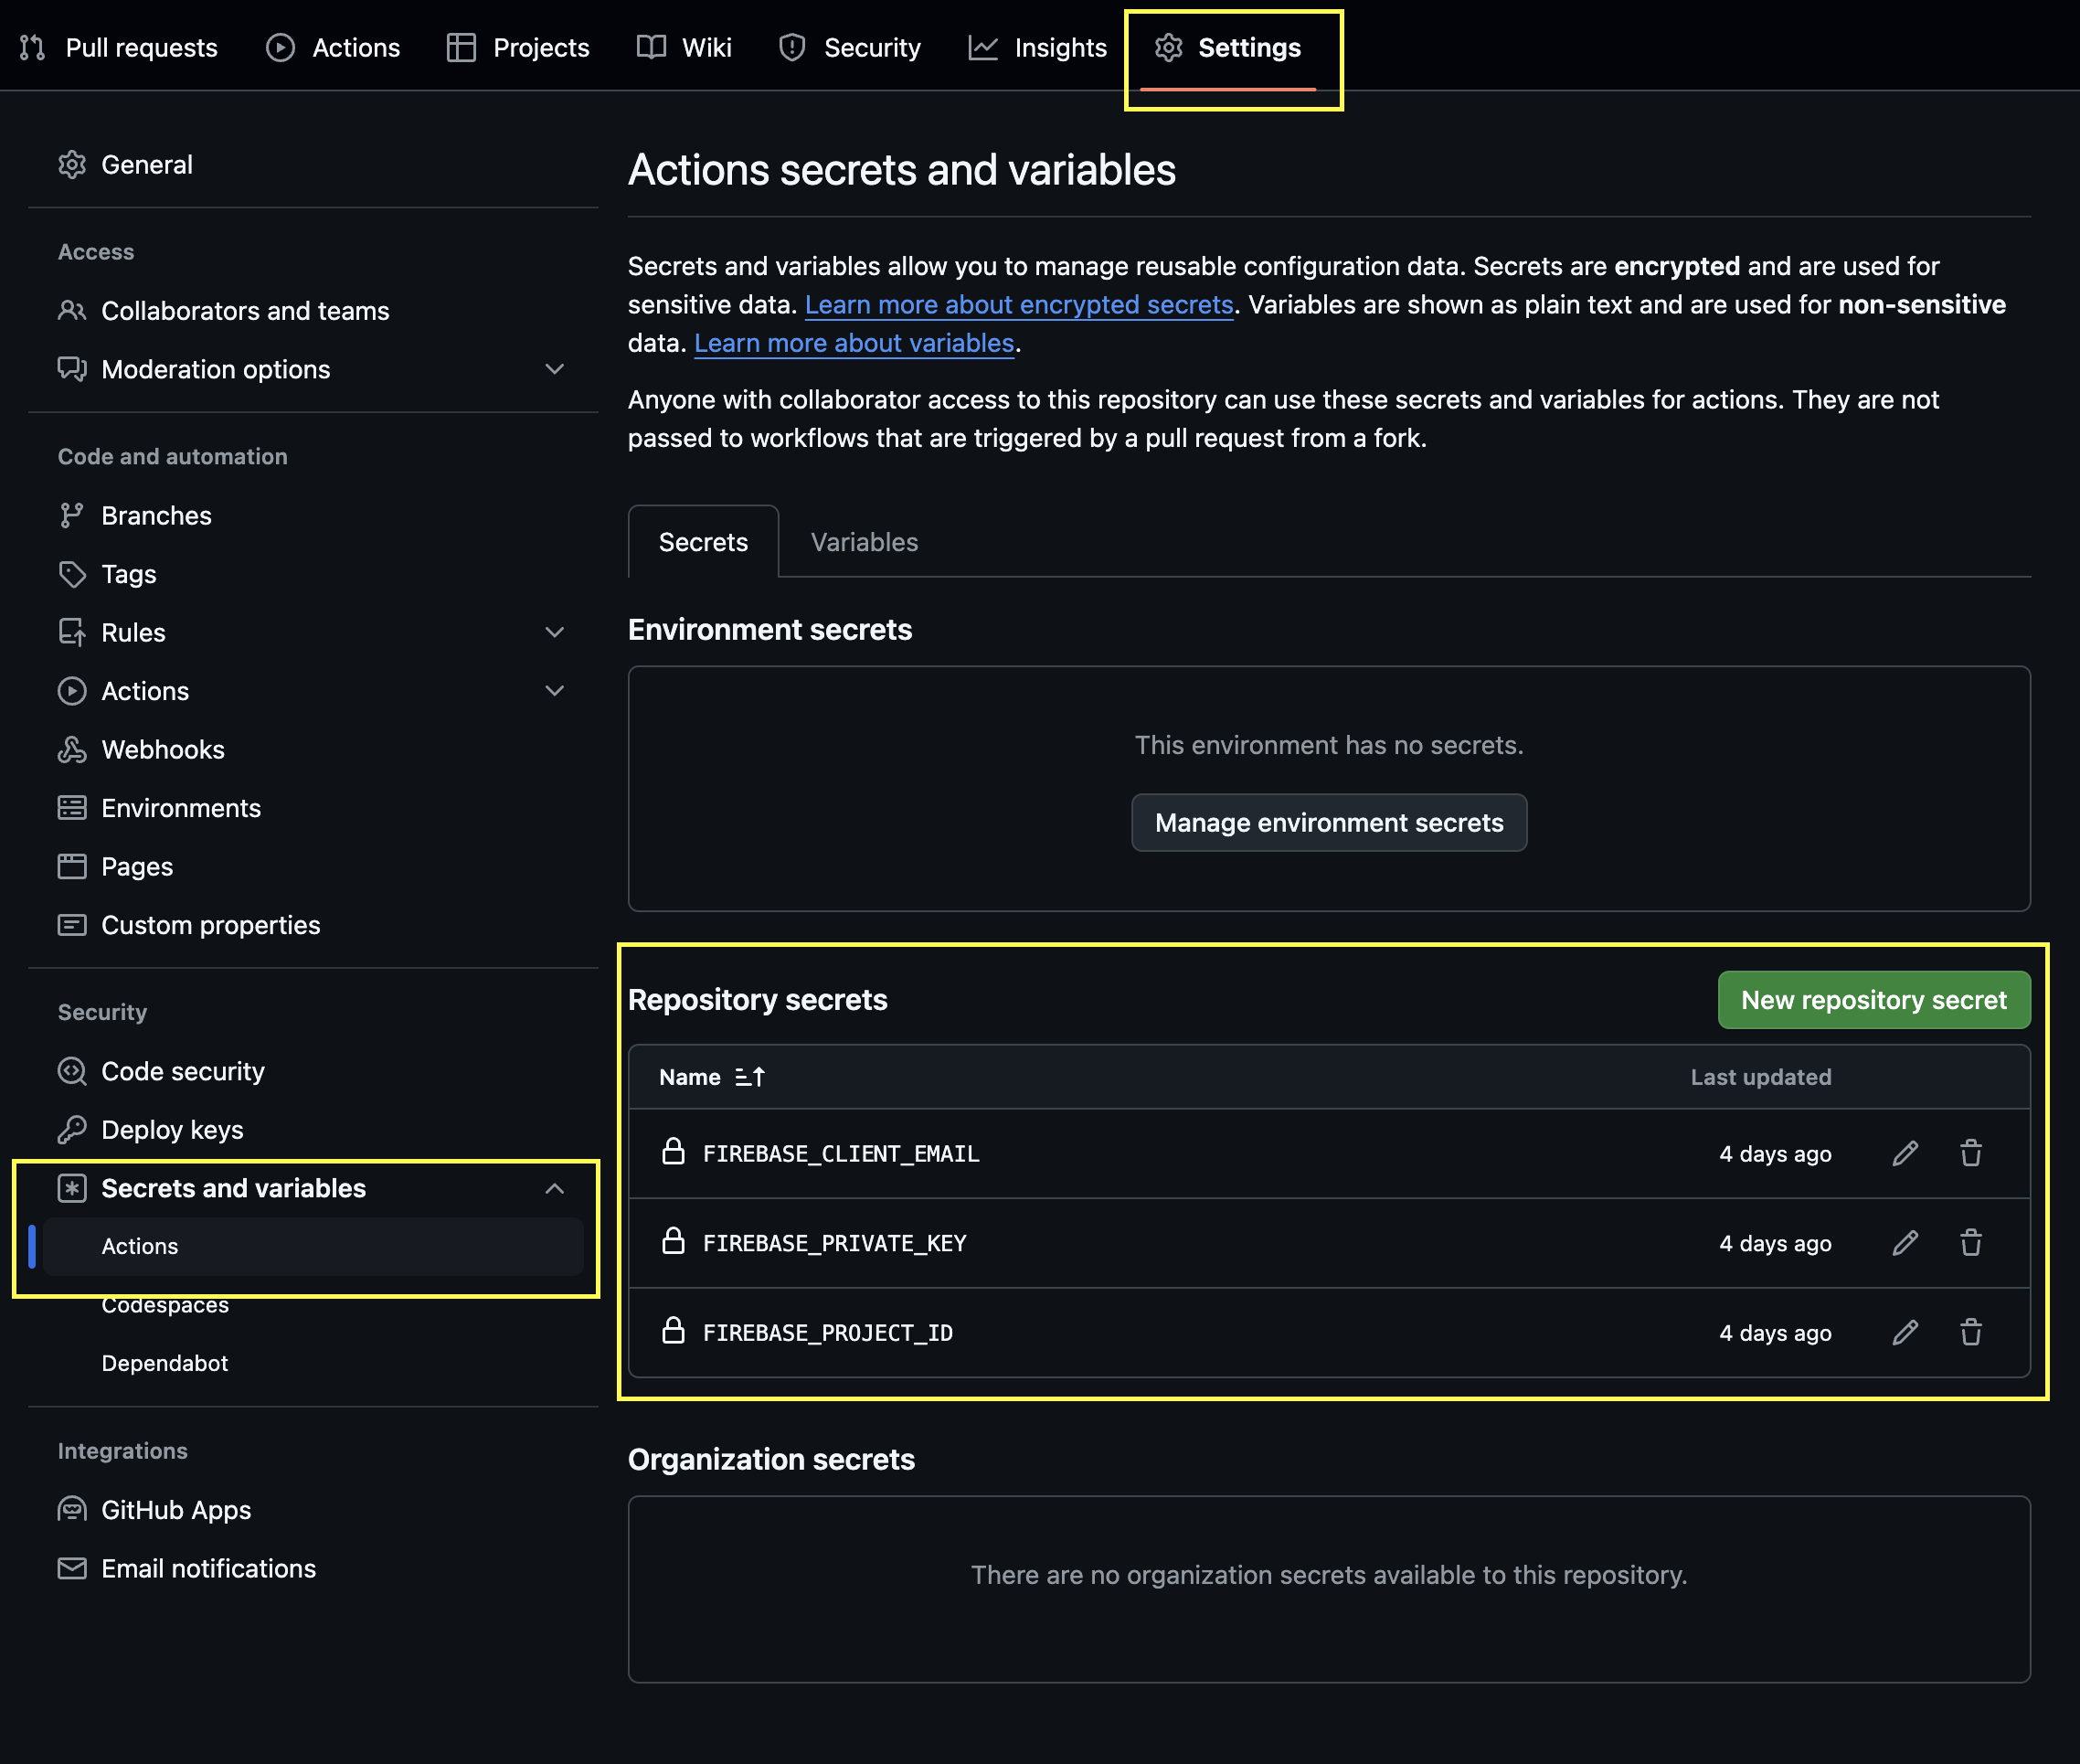 Pull requests
Actions
Projects
Wiki
Security
Insights
Settings
General
Access
Collaborators and teams
Moderation options
Code and automation
Branches
Tags
Rules
Actions
Webhooks
Environments
Pages
Custom properties
Security
Code security
Deploy keys
Secrets and variables
Actions
Codespaces
Dependabot
Integrations
GitHub Apps
Email notifications
Actions secrets and variables
Secrets and variables allow you to manage reusable configuration data. Secrets are encrypted and are used for
sensitive data. Learn more about encrypted secrets. Variables are shown as plain text and are used for non-sensitive
data. Learn more about variables.
Anyone with collaborator access to this repository can use these secrets and variables for actions. They are not
passed to workflows that are triggered by a pull request from a fork.
Secrets
Variables
Environment secrets
This environment has no secrets.
Manage environment secrets
Repository secrets
New repository secret
Name
Last updated
FIREBASE_CLIENT_EMAIL
4 days ago
FIREBASE_PRIVATE_KEY
4 days ago
FIREBASE_PROJECT_ID
4 days ago
Organization secrets
There are no organization secrets available to this repository.